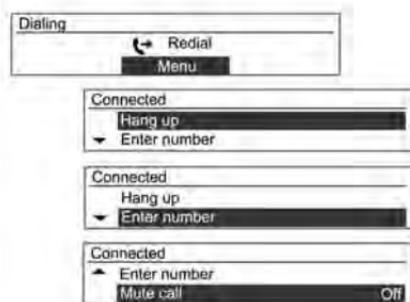 Dialing
Redial
Menu
Connected
Hang up
Enter number
Connected
Hang up
Enter number
Connected
Enter number
Mute call Off